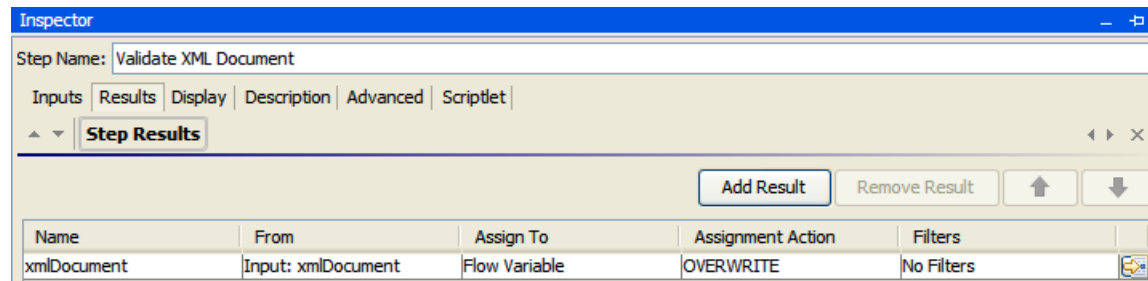 Inspector
Step Name: Validate XML Document
Inputs Results Display Description Advanced Scriptlet
Step Results
Add Result Remove Result
Name From Assign To Assignment Action Filters
xmlDocument Input: xmlDocument Flow Variable OVERWRITE No Filters